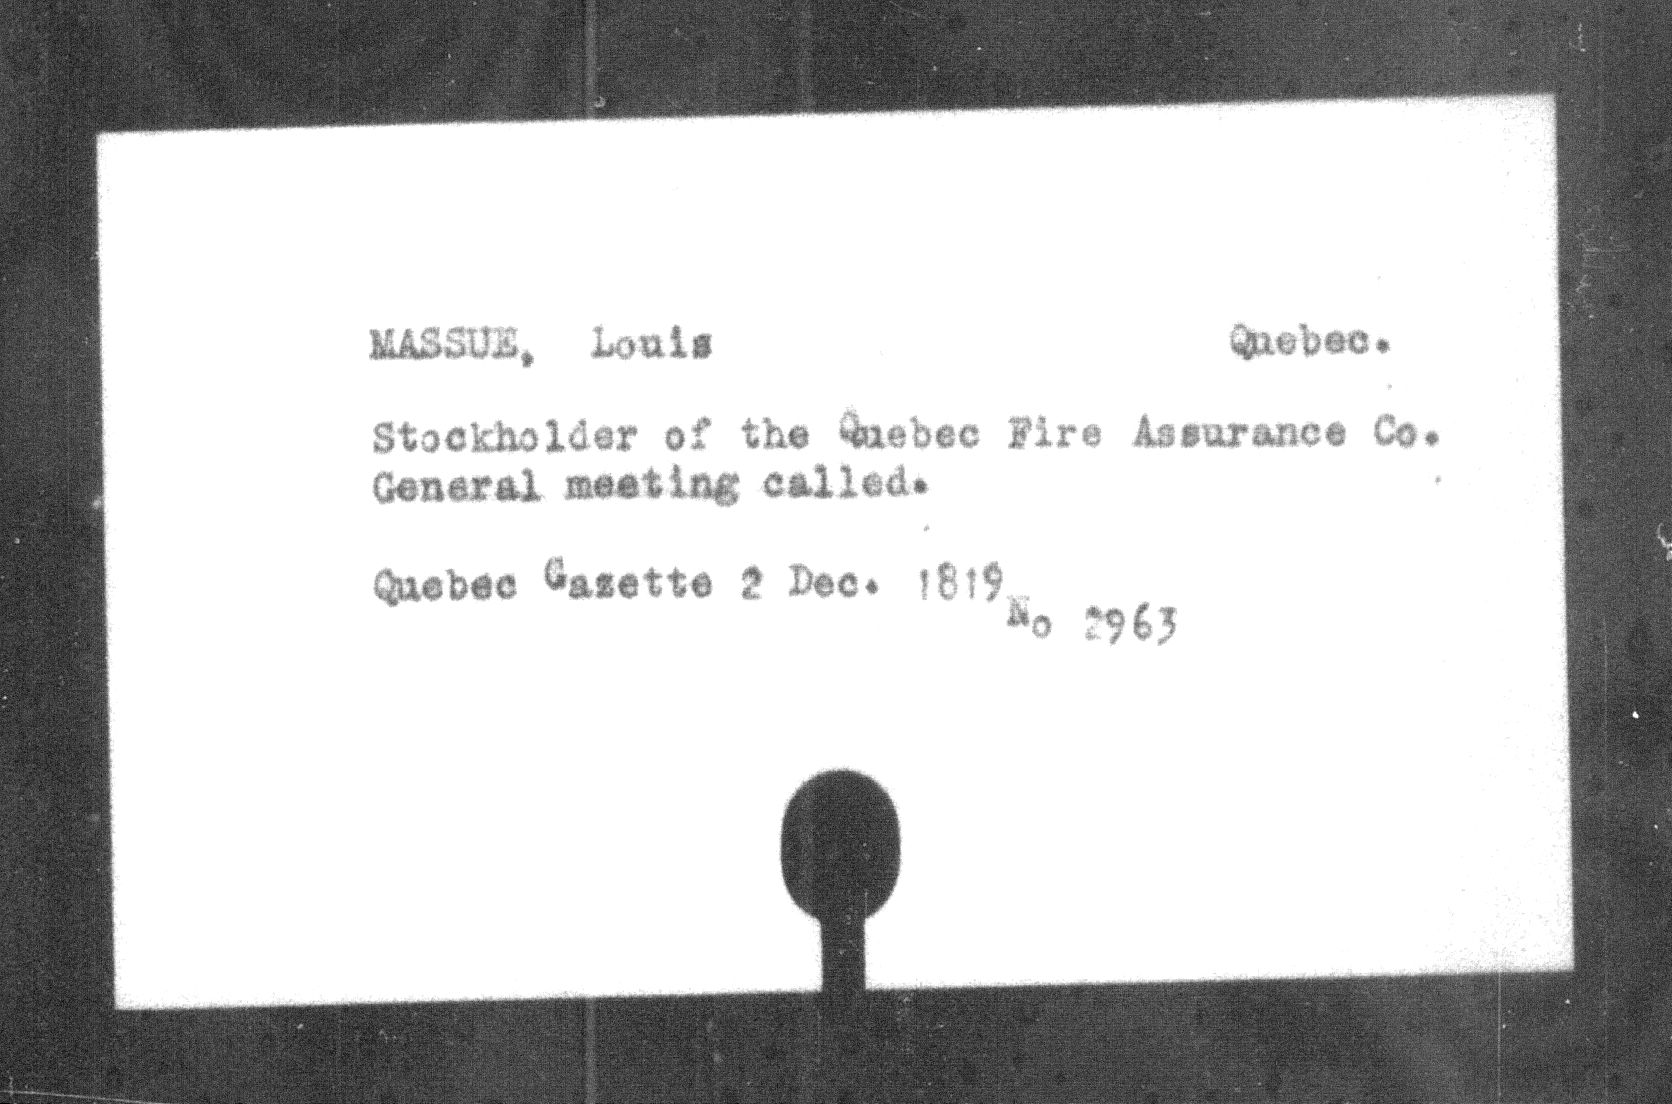 MASSUE, Louis Quebec.
Stockholder of the Quebec Fire Assurance Co.
General meeting called.
Quebec Gazette 2 Dec. 1819
No 2963